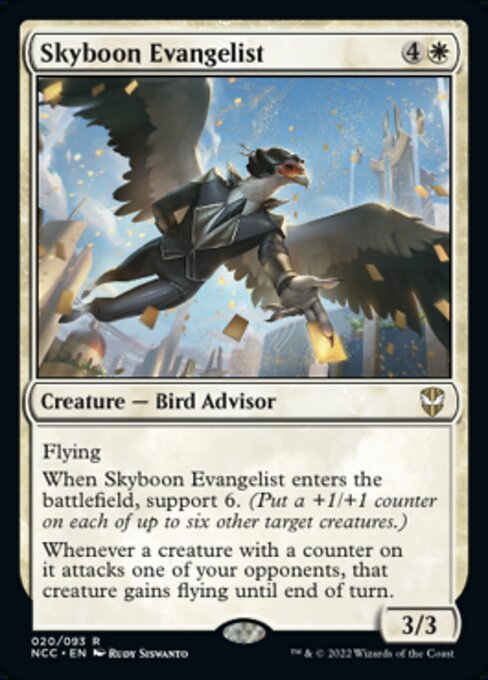 Skyboon Evangelist 4
Creature — Bird Advisor
Flying
When Skyboon Evangelist enters the
battlefield, support 6. (Put a +1/+1 counter
on each of up to six other target creatures.)
Whenever a creature with a counter on
it attacks one of your opponents, that
creature gains flying until end of turn.
3/3
020/093 R
NCC • EN Rudy Siswanto
™ & © 2022 Wizards of the Coast